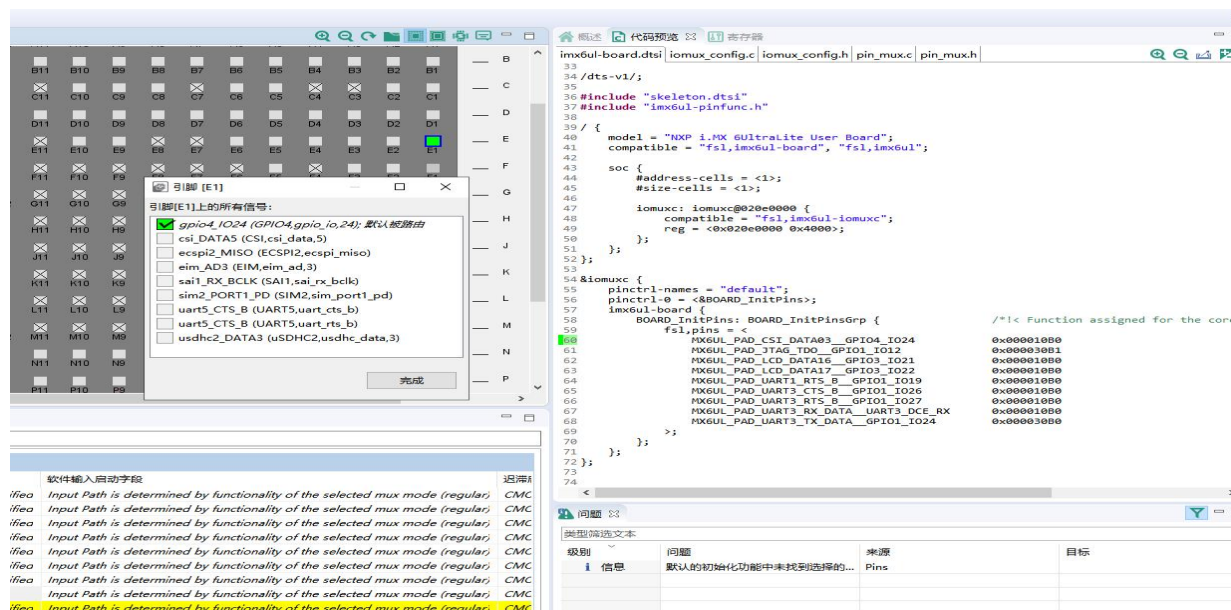 B11 B10 B9 B8 B7 B6 B5 B4 B3 B2 B1 B
C11 C10 C9 C8 C7 C6 C5 C4 C3 C2 C1 C
D11 D10 D9 D8 D7 D6 D5 D4 D3 D2 D1 D
E11 E10 E9 E8 E7 E6 E5 E4 E3 E2 E1 E
F11 F10 F9 F
G11 G10 G9 G
H11 H10 H9 H
J11 J10 J9 J
K11 K10 K9 K
L11 L10 L9 L
M11 M10 M9 M
N11 N10 N9 N
P11 P10 P9 P
引脚 [E1]
引脚[E1]上的所有信号:
gpio4_IO24 (GPIO4,gpio_io,24); 默认被路由
csi_DATA5 (CSI,csi_data,5)
ecspi2_MISO (ECSPI2,ecspi_miso)
eim_AD3 (EIM,eim_ad,3)
sai1_RX_BCLK (SAI1,sai_rx_bclk)
sim2_PORT1_PD (SIM2,sim_port1_pd)
uart5_CTS_B (UART5,uart_cts_b)
uart5_CTS_B (UART5,uart_rts_b)
usdhc2_DATA3 (uSDHC2,usdhc_data,3)
完成
软件输入启动字段 迟滞
ified Input Path is determined by functionality of the selected mux mode (regular) CMC
ified Input Path is determined by functionality of the selected mux mode (regular) CMC
ified Input Path is determined by functionality of the selected mux mode (regular) CMC
ified Input Path is determined by functionality of the selected mux mode (regular) CMC
ified Input Path is determined by functionality of the selected mux mode (regular) CMC
ified Input Path is determined by functionality of the selected mux mode (regular) CMC
ified Input Path is determined by functionality of the selected mux mode (regular) CMC
Input Path is determined by functionality of the selected mux mode (regular) CMC
ified Input Path is determined by functionality of the selected mux mode (regular) CMC
概述 代码预览 寄存器
imx6ul-board.dtsi iomux_config.c iomux_config.h pin_mux.c pin_mux.h
33
34 /dts-v1/;
35
36 #include "skeleton.dtsi"
37 #include "imx6ul-pinfunc.h"
38
39 / {
40 model = "NXP i.MX 6UltraLite User Board";
41 compatible = "fsl,imx6ul-board", "fsl,imx6ul";
42
43 soc {
44 #address-cells = <1>;
45 #size-cells = <1>;
46
47 iomuxc: iomuxc@020e0000 {
48 compatible = "fsl,imx6ul-iomuxc";
49 reg = <0x020e0000 0x4000>;
50 };
51 };
52 };
53
54 &iomuxc {
55 pinctrl-names = "default";
56 pinctrl-0 = <&BOARD_InitPins>;
57 imx6ul-board {
58 BOARD_InitPins: BOARD_InitPinsGrp { /*!< Function assigned for the core
59 fsl,pins = <
60 MX6UL_PAD_CSI_DATA03__GPIO4_IO24 0x000010B0
61 MX6UL_PAD_JTAG_TDO__GPIO1_IO12 0x000030B1
62 MX6UL_PAD_LCD_DATA16__GPIO3_IO21 0x000010B0
63 MX6UL_PAD_LCD_DATA17__GPIO3_IO22 0x000010B0
64 MX6UL_PAD_UART1_RTS_B__GPIO1_IO19 0x000010B0
65 MX6UL_PAD_UART3_CTS_B__GPIO1_IO26 0x000010B0
66 MX6UL_PAD_UART3_RTS_B__GPIO1_IO27 0x000010B0
67 MX6UL_PAD_UART3_RX_DATA__UART3_DCE_RX 0x000010B0
68 MX6UL_PAD_UART3_TX_DATA__GPIO1_IO24 0x000030B0
69 >;
70 };
71 };
72 };
73
74
问题
类型筛选文本
级别 问题 来源 目标
信息 默认的初始化功能中未找到选择的... Pins